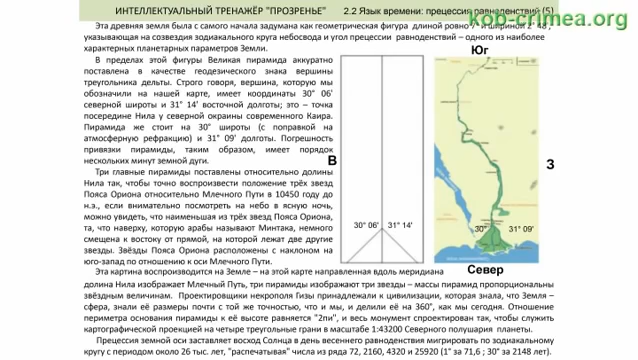 ИНТЕЛЛЕКТУАЛЬНЫЙ ТРЕНАЖЁР "ПРОЗРЕНЬЕ" 2.2 Язык времени: прецессия равноденствий (5)
kob-crimea.org
Эта древняя земля была с самого начала задумана как геометрическая фигура длиной ровно 7° и шириной 2° 48',
указывающая на созвездия зодиакального круга небосвода и угол прецессии равноденствий – одного из наиболее
характерных планетарных параметров Земли.
В пределах этой фигуры Великая пирамида аккуратно
поставлена в качестве геодезического знака вершины
треугольника дельты. Строго говоря, вершина, которую мы
обозначили на нашей карте, имеет координаты 30° 06'
северной широты и 31° 14' восточной долготы; это – точка
посередине Нила у северной окраины современного Каира.
Пирамида же стоит на 30° широты (с поправкой на
атмосферную рефракцию) и 31° 09' долготы. Погрешность
привязки пирамиды, таким образом, имеет порядок
нескольких минут земной дуги.
Три главные пирамиды поставлены относительно долины
Нила так, чтобы точно воспроизвести положение трёх звезд
Пояса Ориона относительно Млечного Пути в 10450 году до
н.э., если внимательно посмотреть на небо в ясную ночь,
можно увидеть, что наименьшая из трёх звезд Пояса Ориона,
та, что наверху, которую арабы называют Минтака, немного
смещена к востоку от прямой, на которой лежат две другие
звезды. Звёзды Пояса Ориона расположены с наклоном на
юго-запад по отношению к оси Млечного Пути.
Юг
В
З
30° 06' 31° 14'
30° 31° 09'
Север
Эта картина воспроизводится на Земле – на этой карте направленная вдоль меридиана
долина Нила изображает Млечный Путь, три пирамиды изображают три звезды – массы пирамид пропорциональны
звёздным величинам. Проектировщики некрополя Гизы принадлежали к цивилизации, которая знала, что Земля –
сфера, знали её размеры почти с той же точностью, что и мы, и делили её на 360°, как мы сегодня. Отношение
периметра основания пирамиды к её высоте равняется "2пи", и весь монумент спроектирован так, чтобы служить
картографической проекцией на четыре треугольные грани в масштабе 1:43200 Северного полушария планеты.
Прецессия земной оси заставляет восход Солнца в день весеннего равноденствия мигрировать по зодиакальному
кругу с периодом около 26 тыс. лет, "распечатывая" числа из ряда 72, 2160, 4320 и 25920 (1° за 71,6 ; 30° за 2148 лет).